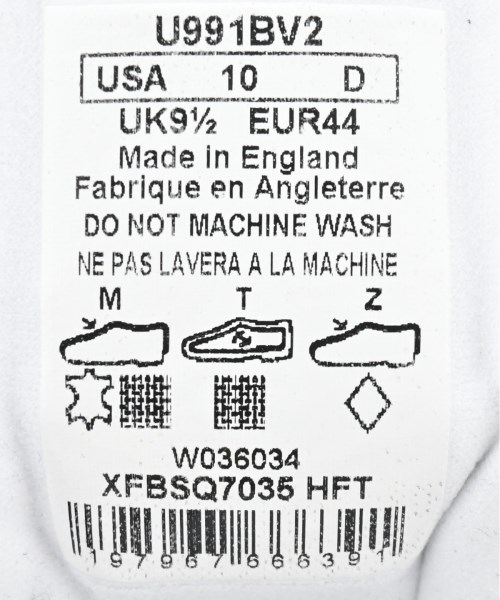 U991BV2
USA 10 D
UK9½ EUR44
Made in England
Fabrique en Angleterre
DO NOT MACHINE WASH
NE PAS LAVERA A LA MACHINE
M T Z
W036034
XFBSQ7035 HFT
197967666391